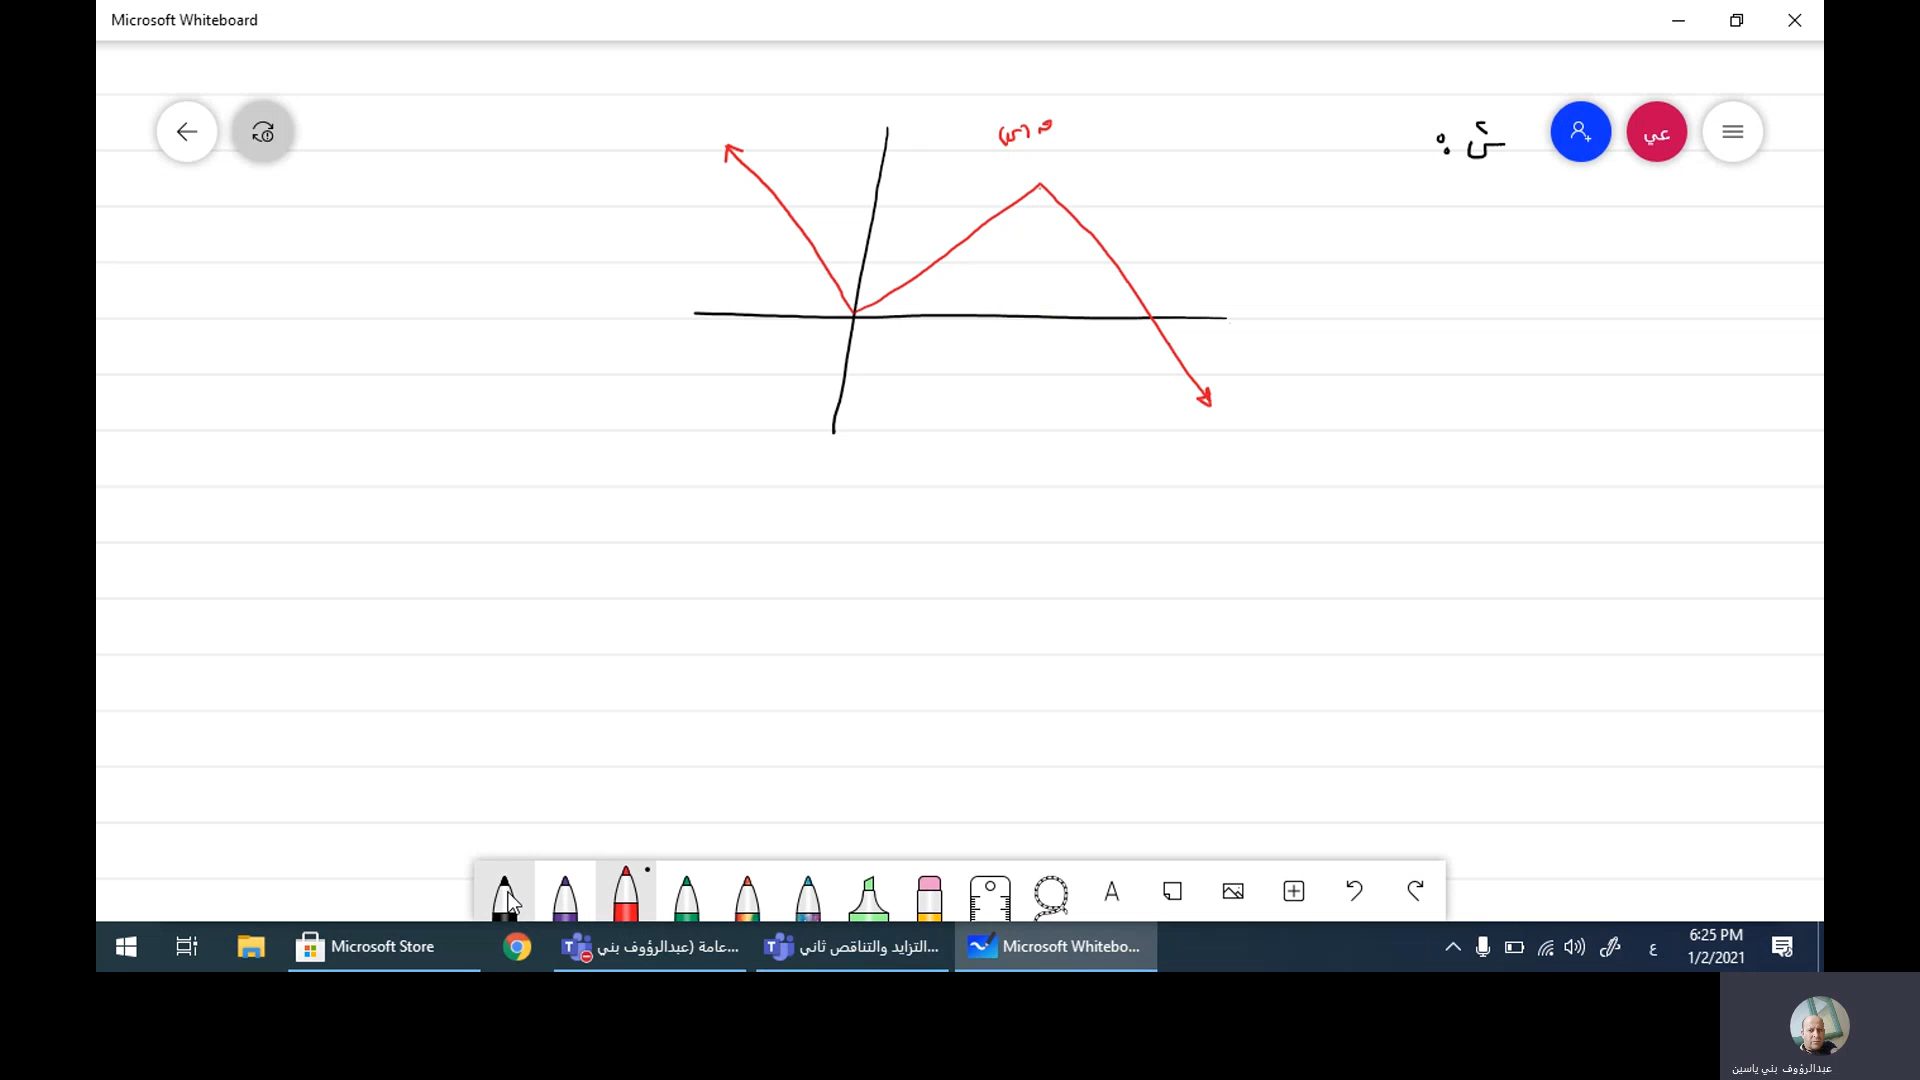 Microsoft Whiteboard
س :
عي
ق(س)
A
Microsoft Store
عامة (عبدالرؤوف بني...
التزايد والتناقص ثاني...
Microsoft Whitebo...
ع
6:25 PM
1/2/2021
عبدالرؤوف بني ياسين